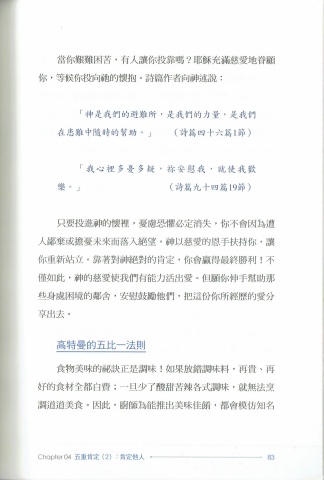 當你艱難困苦，有人讓你投靠嗎？耶穌充滿慈愛地眷顧
你，等候你投向祂的懷抱。詩篇作者向神述說：
「神是我們的避難所，是我們的力量，是我們
在患難中隨時的幫助。」　（詩篇四十六篇1節）
「我心裡多憂多疑，祢安慰我，就使我歡
樂。」　（詩篇九十四篇19節）
只要投進神的懷裡，憂慮恐懼必定消失，你不會因為遭
人鄙棄或擔憂未來而落入絕望。神以慈愛的恩手扶持你，讓
你重新站立。靠著對神絕對的肯定，你會贏得最終勝利！不
僅如此，神的慈愛使我們有能力活出愛。但願你伸手幫助那
些身處困境的鄰舍，安慰鼓勵他們，把這份你所經歷的愛分
享出去。
高特曼的五比一法則
食物美味的祕訣正是調味！如果放錯調味料，再貴、再
好的食材全都白費；一旦少了酸甜苦辣各式調味，就無法烹
調道道美食。因此，廚師為能推出美味佳餚，都會模仿知名
Chapter 04　五重肯定（2）：肯定他人　83